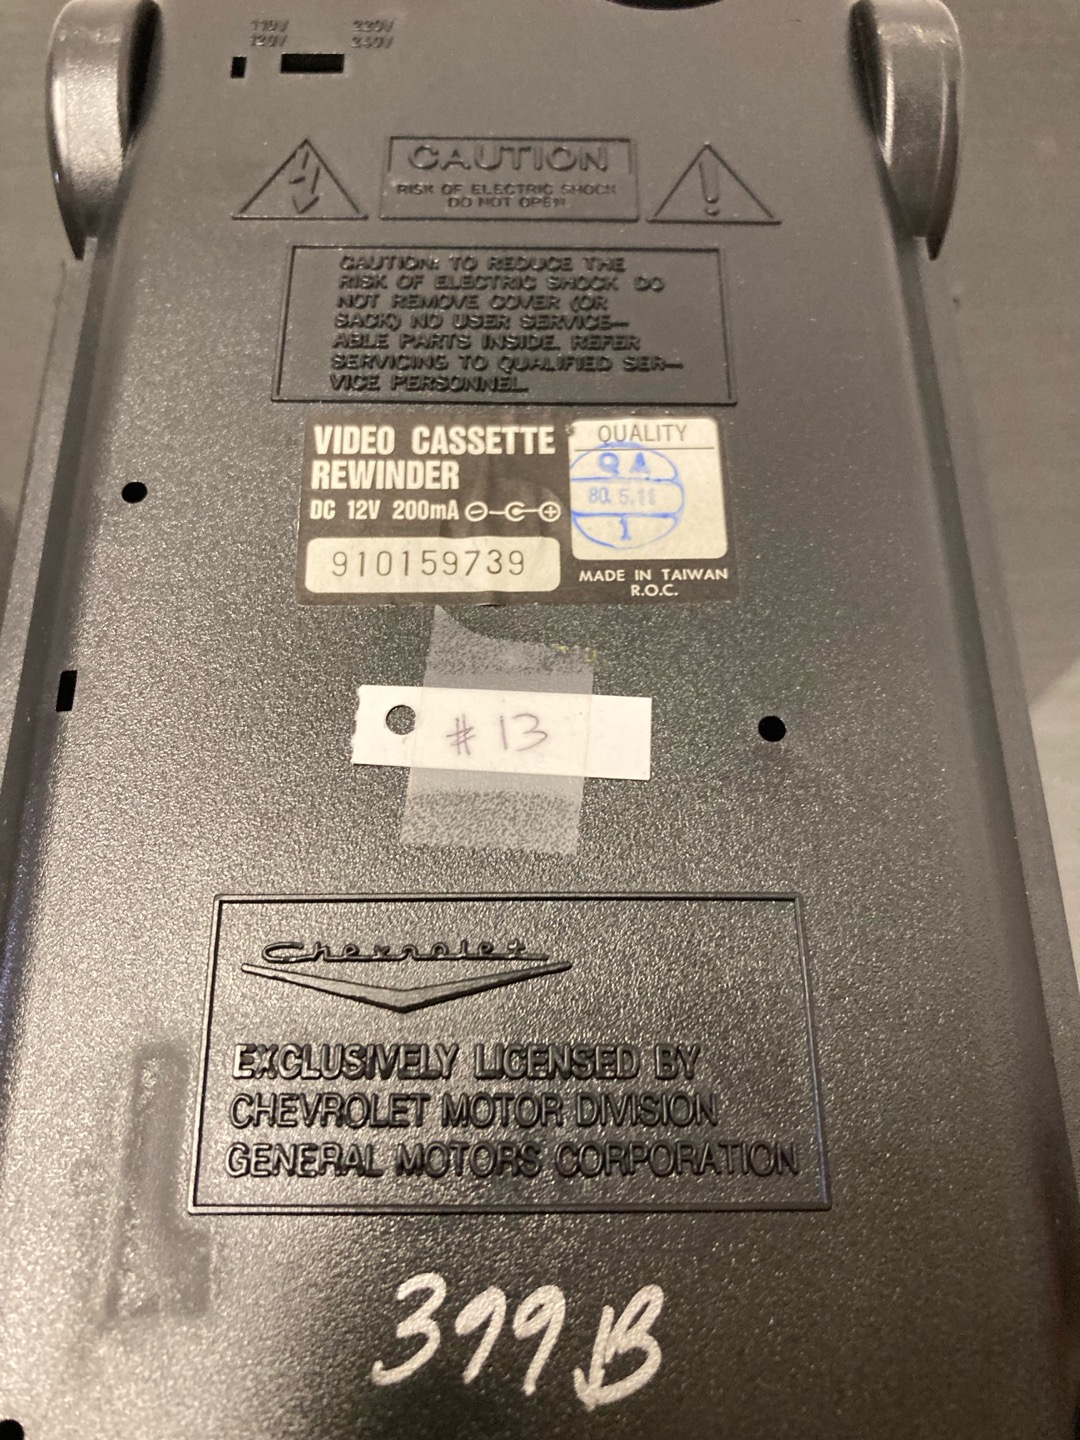 110V 220V
120V 240V
CAUTION
RISK OF ELECTRIC SHOCK
DO NOT OPEN
CAUTION: TO REDUCE THE
RISK OF ELECTRIC SHOCK DO
NOT REMOVE COVER (OR
BACK) NO USER SERVICE-
ABLE PARTS INSIDE. REFER
SERVICING TO QUALIFIED SER-
VICE PERSONNEL.
VIDEO CASSETTE
REWINDER
DC 12V 200mA
910159739
QUALITY
QA
80.5.11
1
MADE IN TAIWAN
R.O.C.
# 13
Chevrolet
EXCLUSIVELY LICENSED BY
CHEVROLET MOTOR DIVISION
GENERAL MOTORS CORPORATION
399B